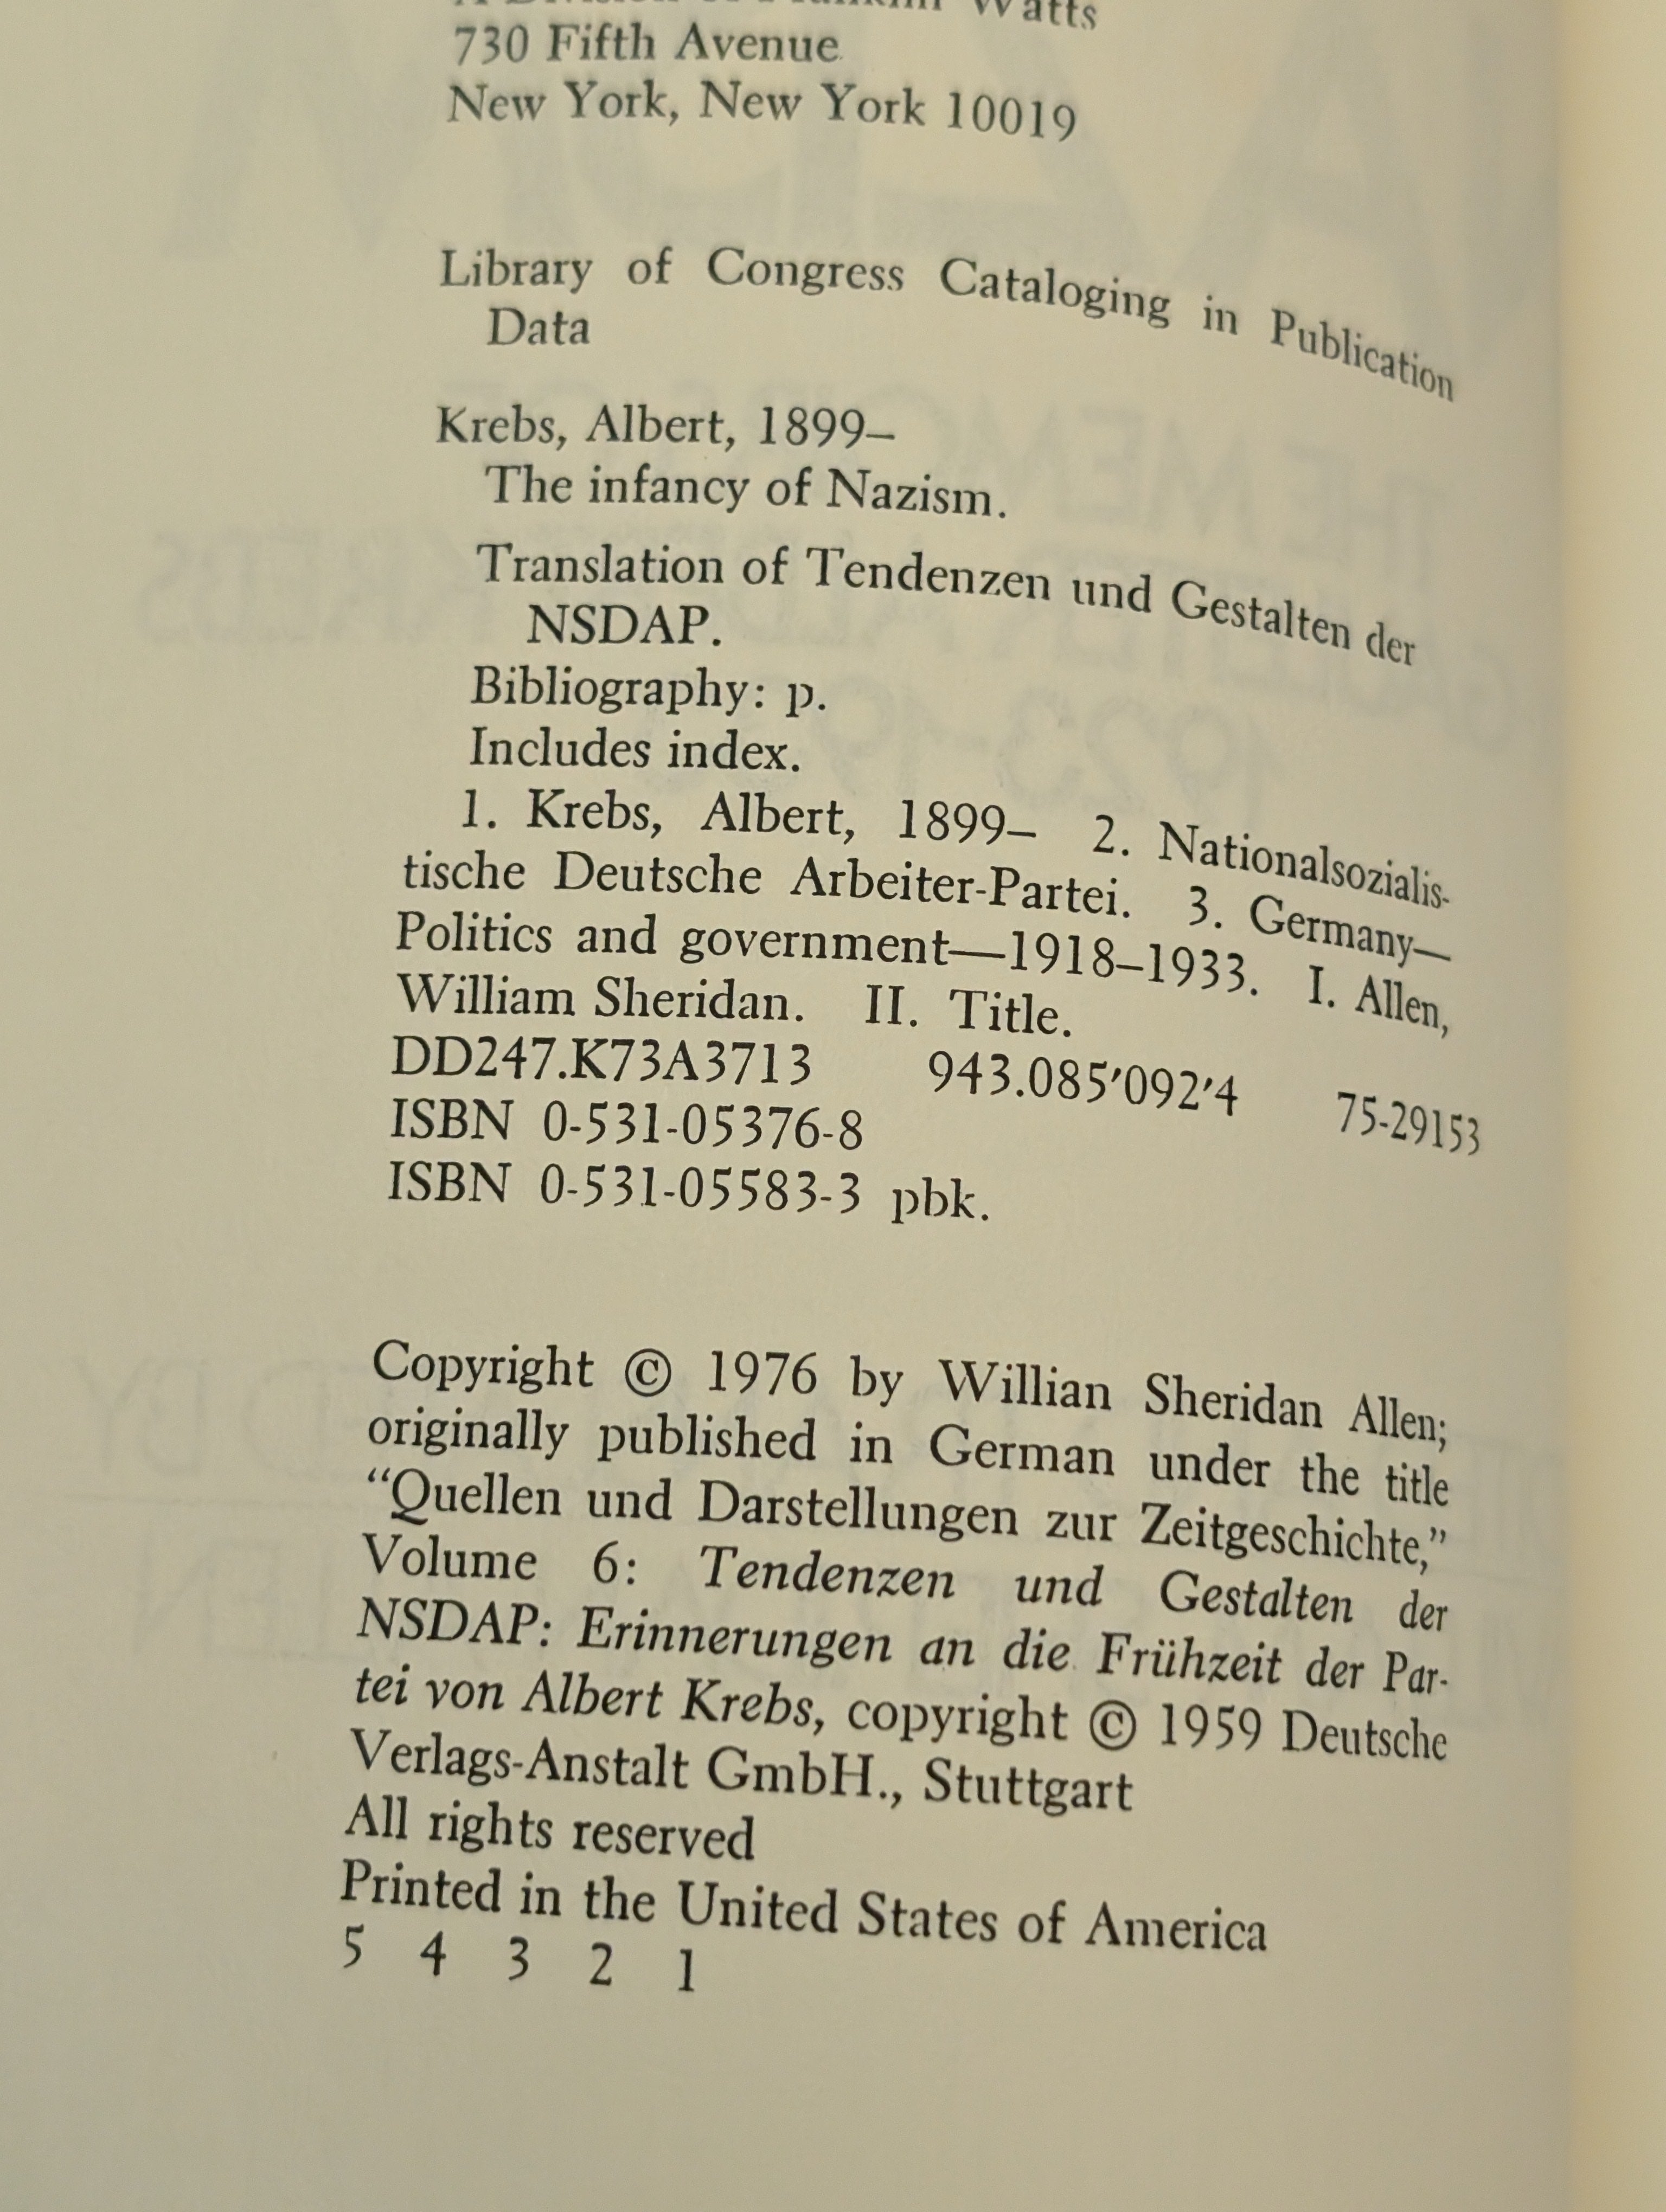 A Division of Franklin Watts
730 Fifth Avenue
New York, New York 10019
Library of Congress Cataloging in Publication
Data
Krebs, Albert, 1899–
The infancy of Nazism.
Translation of Tendenzen und Gestalten der
NSDAP.
Bibliography: p.
Includes index.
1. Krebs, Albert, 1899– 2. Nationalsozialis-
tische Deutsche Arbeiter-Partei. 3. Germany—
Politics and government—1918–1933. I. Allen,
William Sheridan. II. Title.
DD247.K73A3713 943.085′092′4 75-29153
ISBN 0-531-05376-8
ISBN 0-531-05583-3 pbk.
Copyright © 1976 by Willian Sheridan Allen;
originally published in German under the title
“Quellen und Darstellungen zur Zeitgeschichte,”
Volume 6: Tendenzen und Gestalten der
NSDAP: Erinnerungen an die Frühzeit der Par-
tei von Albert Krebs, copyright © 1959 Deutsche
Verlags-Anstalt GmbH., Stuttgart
All rights reserved
Printed in the United States of America
5 4 3 2 1